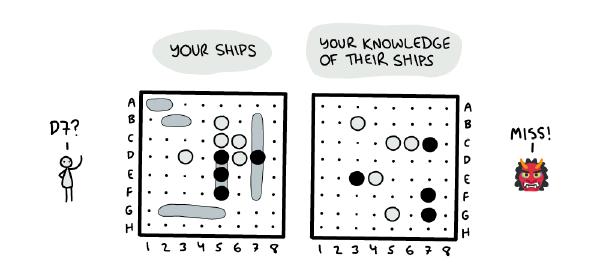 YOUR SHIPS
YOUR KNOWLEDGE
OF THEIR SHIPS
D7?
A
B
C
D
E
F
G
H
1 2 3 4 5 6 7 8
A
B
C
D
E
F
G
H
1 2 3 4 5 6 7 8
MISS!